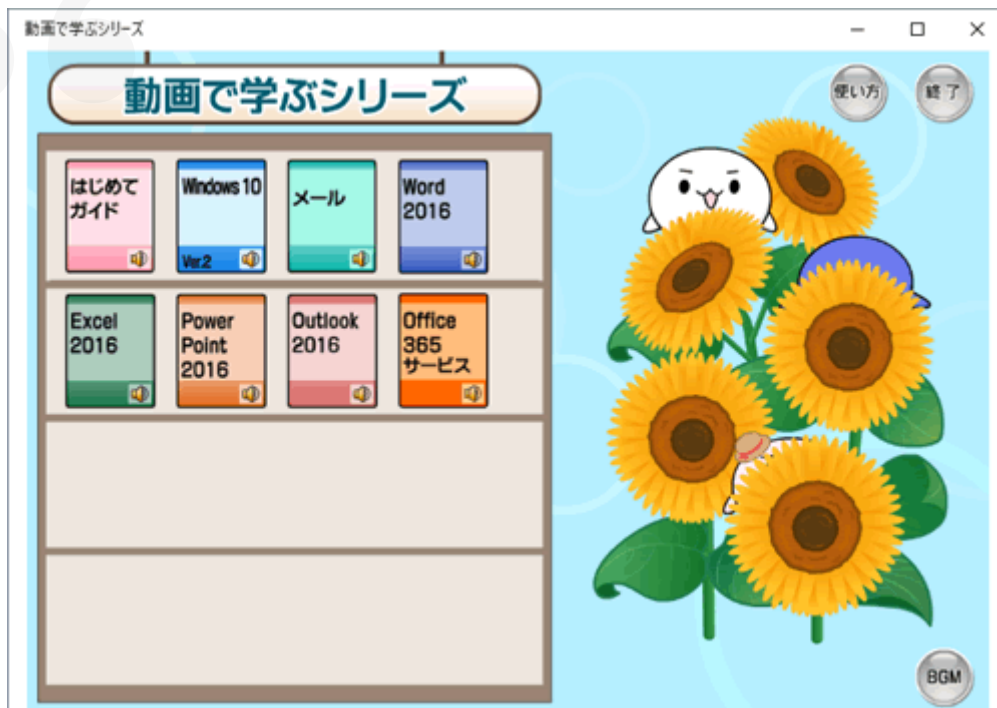 動画で学ぶシリーズ
動画で学ぶシリーズ
使い方
終了
はじめて
ガイド
Windows 10
Ver.2
メール
Word
2016
Excel
2016
Power
Point
2016
Outlook
2016
Office
365
サービス
BGM